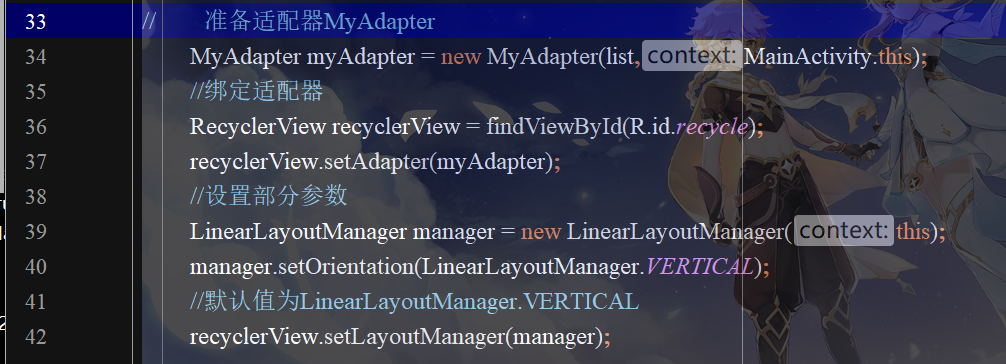 33 // 准备适配器MyAdapter
34 MyAdapter myAdapter = new MyAdapter(list, context: MainActivity.this);
35 //绑定适配器
36 RecyclerView recyclerView = findViewById(R.id.recycle);
37 recyclerView.setAdapter(myAdapter);
38 //设置部分参数
39 LinearLayoutManager manager = new LinearLayoutManager( context: this);
40 manager.setOrientation(LinearLayoutManager.VERTICAL);
41 //默认值为LinearLayoutManager.VERTICAL
42 recyclerView.setLayoutManager(manager);